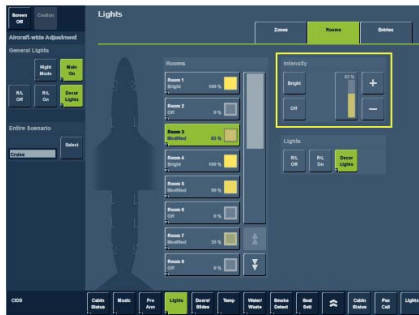 Screen
Off
Confirm
Lights
Zones
Rooms
Entries
Aircraft-wide Adjustment
General Lights
Night
Mode
Main
On
R/L
Off
R/L
On
Decor
Lights
Entire Scenario
Select
Cruise
Rooms
Room 1
Bright
100 %
Room 2
Off
0 %
Room 3
Modified
Room 4
Bright
100 %
Room 5
Modified
50 %
Room 6
Off
0 %
Room 7
Modified
Room 8
Off
0 %
Intensity
Bright
Off
+
−
Lights
R/L
Off
R/L
On
Decor
Lights
CIDS
Cabin
Status
Music
Pre
Ann
Lights
Doors/
Slides
Temp
Water/
Waste
Smoke
Detect
Seat
Sett
Cabin
Status
Pax
Call
Lights